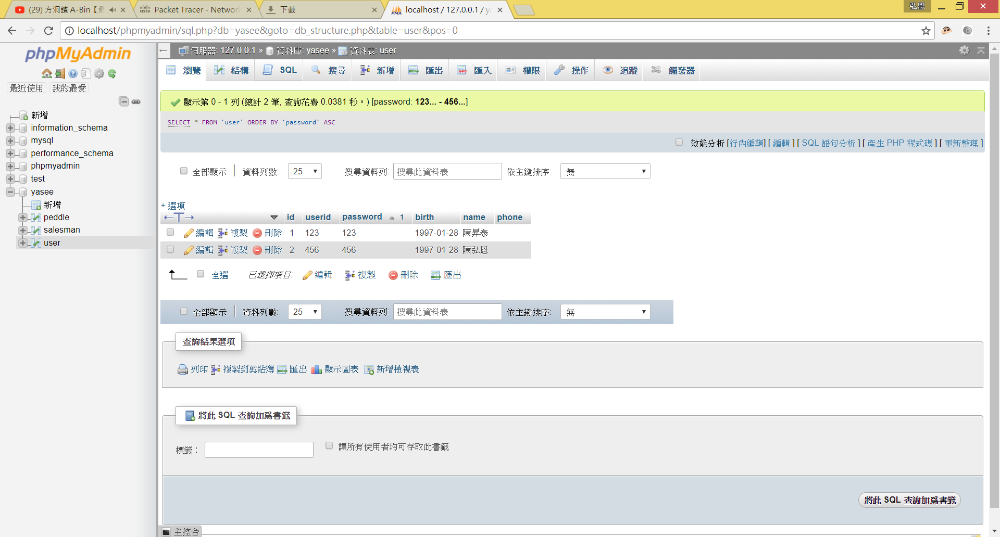 (29) 方泂鑌 A-Bin【
Packet Tracer - Network
下載
localhost / 127.0.0.1 / y
弘恩
localhost/phpmyadmin/sql.php?db=yasee&goto=db_structure.php&table=user&pos=0
phpMyAdmin
最近使用 我的最愛
新增
information_schema
mysql
performance_schema
phpmyadmin
test
yasee
新增
peddle
salesman
user
伺服器: 127.0.0.1 » 資料庫: yasee » 資料表: user
瀏覽 結構 SQL 搜尋 新增 匯出 匯入 權限 操作 追蹤 觸發器
顯示第 0 - 1 列 (總計 2 筆, 查詢花費 0.0381 秒。) [password: 123... - 456...]
SELECT * FROM `user` ORDER BY `password` ASC
效能分析 [行內編輯] [ 編輯 ] [ SQL 語句分析 ] [ 產生 PHP 程式碼 ] [ 重新整理 ]
全部顯示 | 資料列數: 25 搜尋資料列: 搜尋此資料表 依主鍵排序: 無
+ 選項
←T→ id userid password 1 birth name phone
編輯 複製 刪除 1 123 123 1997-01-28 陳昇泰
編輯 複製 刪除 2 456 456 1997-01-28 陳弘恩
全選 已選擇項目: 編輯 複製 刪除 匯出
全部顯示 | 資料列數: 25 搜尋資料列: 搜尋此資料表 依主鍵排序: 無
查詢結果選項
列印 複製到剪貼簿 匯出 顯示圖表 新增檢視表
將此 SQL 查詢加爲書籤
標籤： 讓所有使用者均可存取此書籤
將此 SQL 查詢加爲書籤
主控台